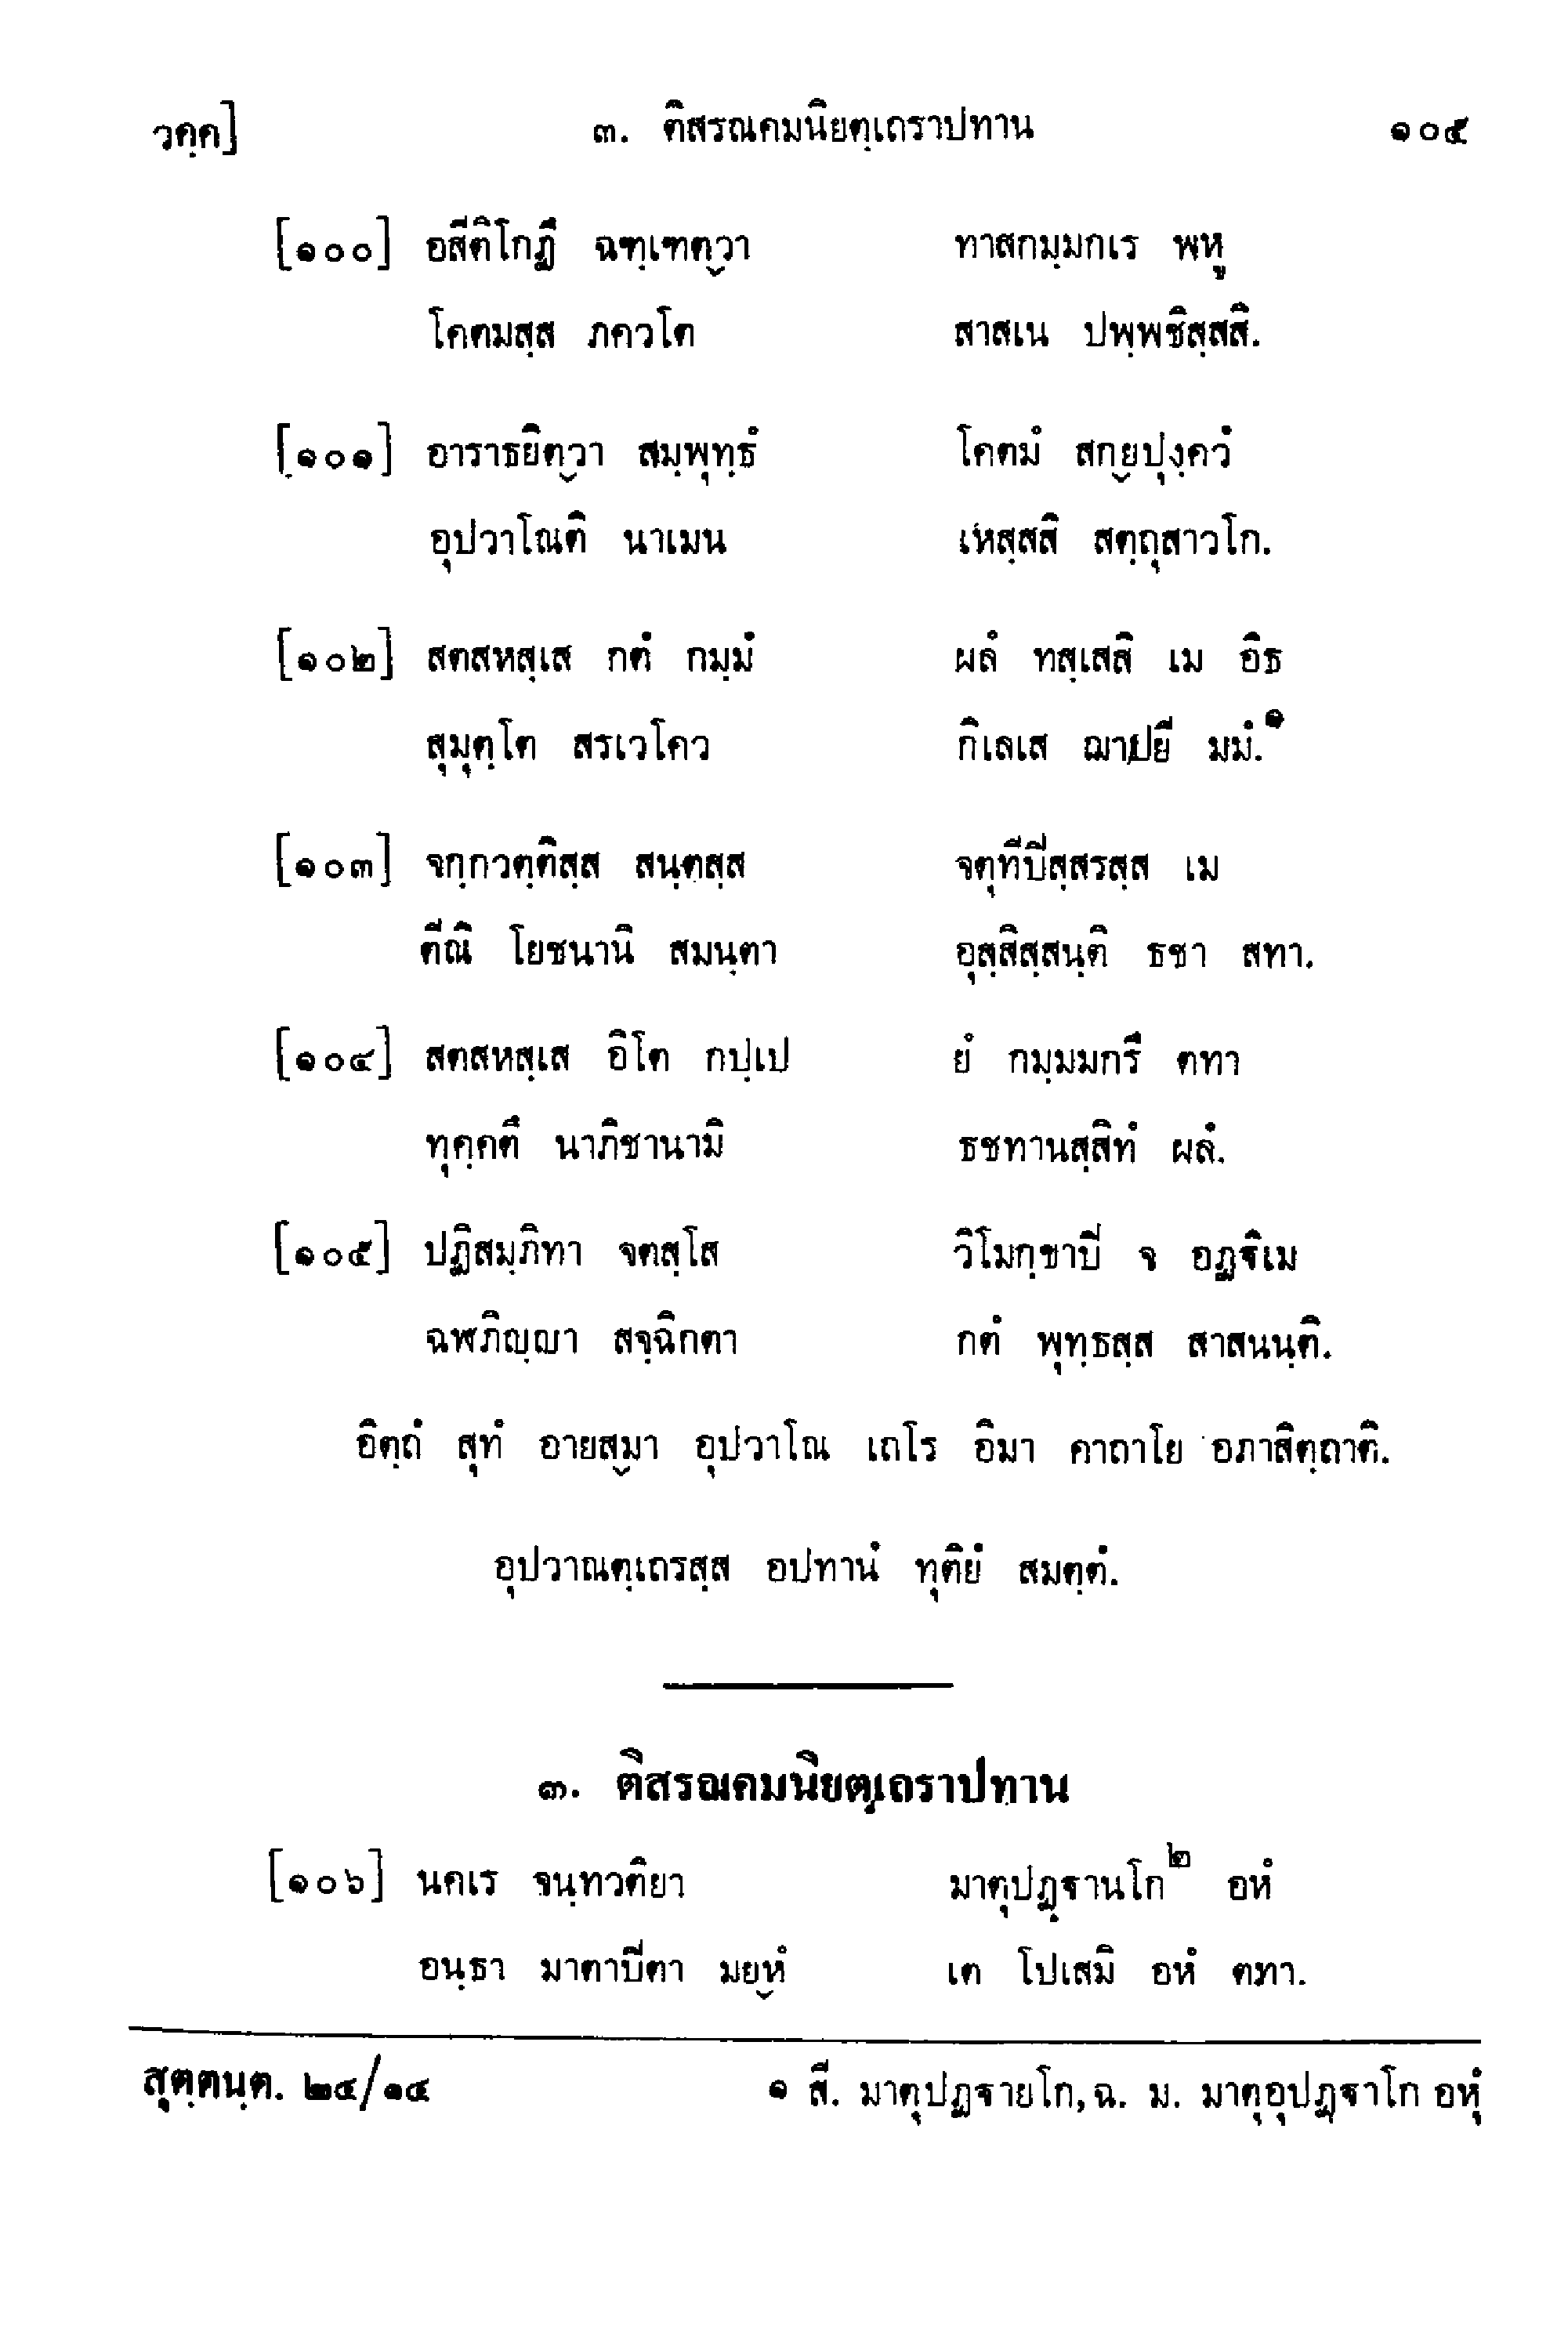 วคฺค] ๓. ติสรณคมนิยตฺเถราปทาน ๑๐๕
[๑๐๐] อสีติโกฏึ ฉฑฺเฑตฺวา ทาสกมฺมกเร พหู
โคตมสฺส ภควโต สาสเน ปพฺพชิสฺสสิ.
[๑๐๑] อาราธยิตฺวา สมฺพุทฺธํ โคตมํ สกฺยปุงฺควํ
อุปวาโณติ นาเมน เหสฺสสิ สตฺถุสาวโก.
[๑๐๒] สตสหสฺเส กตํ กมฺมํ ผลํ ทสฺเสสิ เม อิธ
สุมุตฺโต สรเวโคว กิเลเส ฌาปยี มมํ.๑
[๑๐๓] จกฺกวตฺติสฺส สนฺตสฺส จตุทีปิสฺสรสฺส เม
ตีณิ โยชนานิ สมนฺตา อุสฺสิสฺสนฺติ ธชา สทา.
[๑๐๔] สตสหสฺเส อิโต กปฺเป ยํ กมฺมมกรึ ตทา
ทุคฺคตึ นาภิชานามิ ธชทานสฺสิทํ ผลํ.
[๑๐๕] ปฏิสมฺภิทา จตสฺโส วิโมกฺขาปิ จ อฏฺฐิเม
ฉฬภิญฺญา สจฺฉิกตา กตํ พุทฺธสฺส สาสนนฺติ.
อิตฺถํ สุทํ อายสฺมา อุปวาโณ เถโร อิมา คาถาโย อภาสิตฺถาติ.
อุปวาณตฺเถรสฺส อปทานํ ทุติยํ สมตฺตํ.
๓. ติสรณคมนิยตฺเถราปทาน
[๑๐๖] นคเร จนฺทวติยา มาตุปฏฺฐานโก๒ อหํ
อนฺธา มาตาปิตา มยฺหํ เต โปเสมิ อหํ ตทา.
สุตฺตนฺต. ๒๔/๑๔ ๑ สี. มาตุปฏฺฐายโก, ฉ. ม. มาตุอุปฏฺฐาโก อหุํ